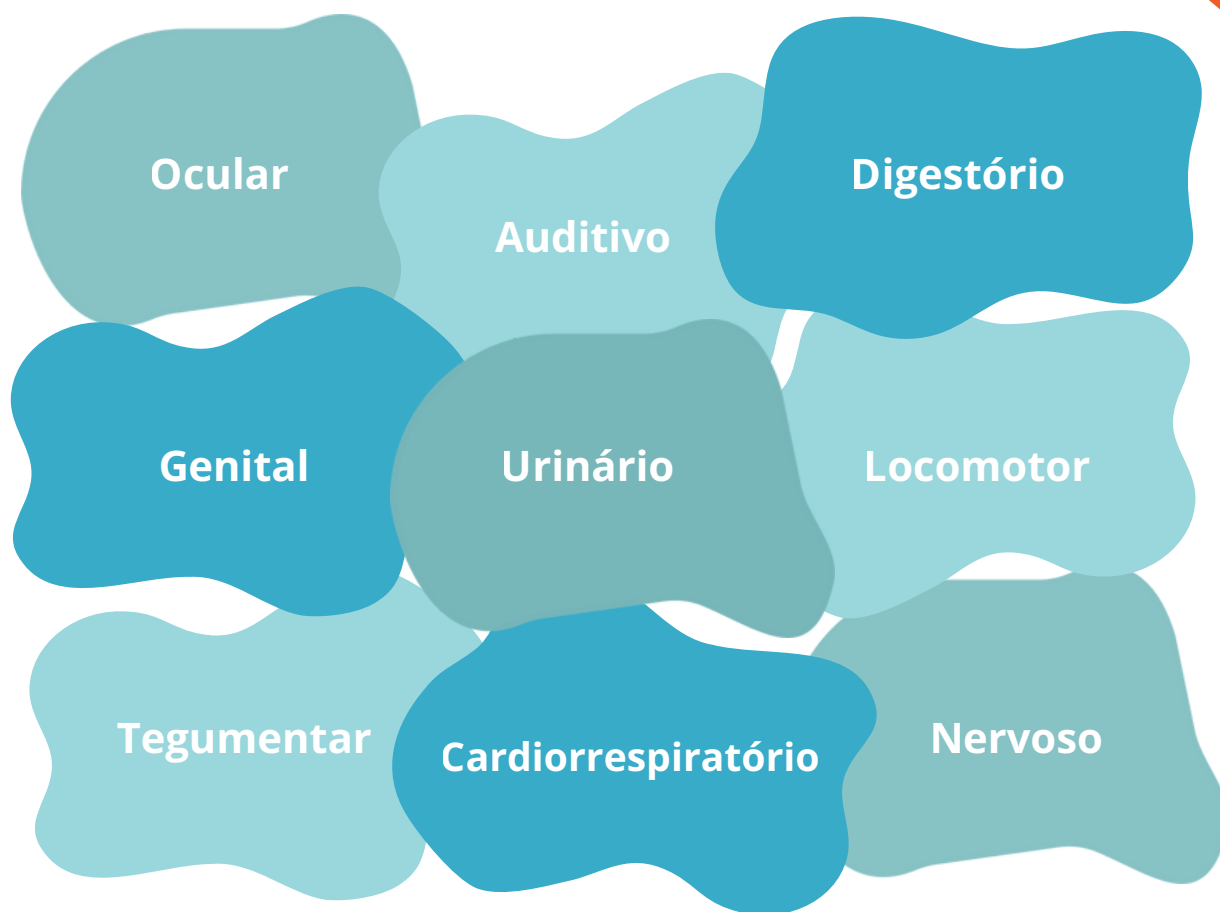 Ocular
Auditivo
Digestório
Genital
Urinário
Locomotor
Tegumentar
Cardiorrespiratório
Nervoso